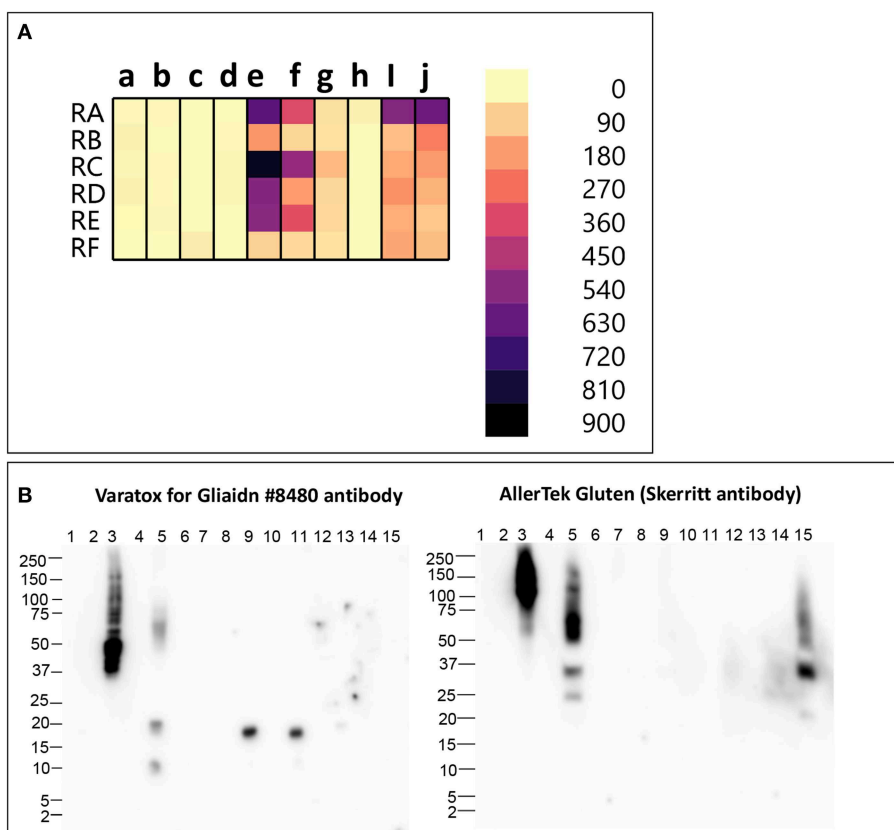 A
a b c d e f g h I j
RA
RB
RC
RD
RE
RF
0
90
180
270
360
450
540
630
720
810
900
B
Varatox for Gliaidn #8480 antibody
1 2 3 4 5 6 7 8 9 10 11 12 13 14 15
250
150
100
75
50
37
25
20
15
10
5
2
AllerTek Gluten (Skerritt antibody)
1 2 3 4 5 6 7 8 9 10 11 12 13 14 15
250
150
100
75
50
37
25
20
15
10
5
2